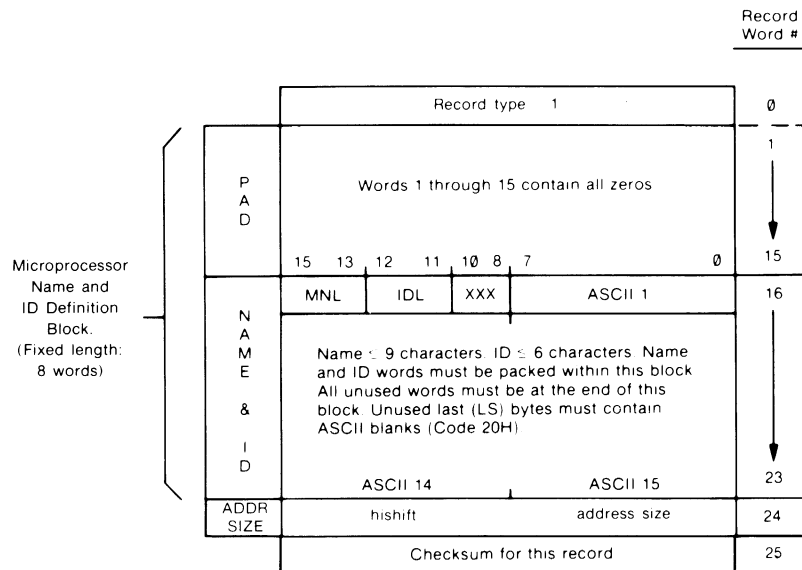 Record
Word #
Record type 1 Ø
1
P
A
D
Words 1 through 15 contain all zeros
15 13 12 11 10 8 7 Ø 15
Microprocessor
Name and
ID Definition
Block.
(Fixed length:
8 words)
MNL IDL XXX ASCII 1 16
N
A
M
E
&
I
D
Name ≤ 9 characters. ID ≤ 6 characters. Name
and ID words must be packed within this block
All unused words must be at the end of this
block. Unused last (LS) bytes must contain
ASCII blanks (Code 20H).
ASCII 14 ASCII 15 23
ADDR
SIZE
hishift address size 24
Checksum for this record 25